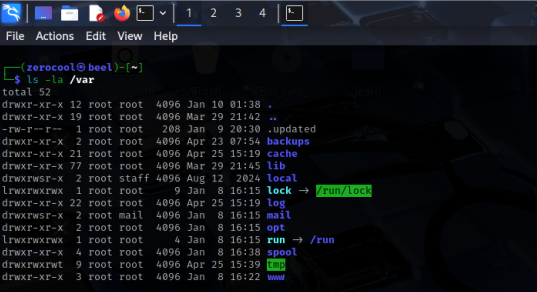 1 2 3 4
File Actions Edit View Help
┌──(zerocool㉿beel)-[~]
└─$ ls -la /var
total 52
drwxr-xr-x 12 root root  4096 Jan 10 01:38 .
drwxr-xr-x 19 root root  4096 Mar 29 21:42 ..
-rw-r--r--  1 root root   208 Jan  9 20:30 .updated
drwxr-xr-x  2 root root  4096 Apr 23 07:54 backups
drwxr-xr-x 21 root root  4096 Apr 25 15:19 cache
drwxr-xr-x 77 root root  4096 Mar 29 21:45 lib
drwxrwsr-x  2 root staff 4096 Aug 12  2024 local
lrwxrwxrwx  1 root root     9 Jan  8 16:15 lock -> /run/lock
drwxr-xr-x 22 root root  4096 Apr 25 15:19 log
drwxrwsr-x  2 root mail  4096 Jan  8 16:15 mail
drwxr-xr-x  2 root root  4096 Jan  8 16:15 opt
lrwxrwxrwx  1 root root     4 Jan  8 16:15 run -> /run
drwxr-xr-x  4 root root  4096 Jan  8 16:38 spool
drwxrwxrwt  9 root root  4096 Apr 25 15:39 tmp
drwxr-xr-x  3 root root  4096 Jan  8 16:22 www